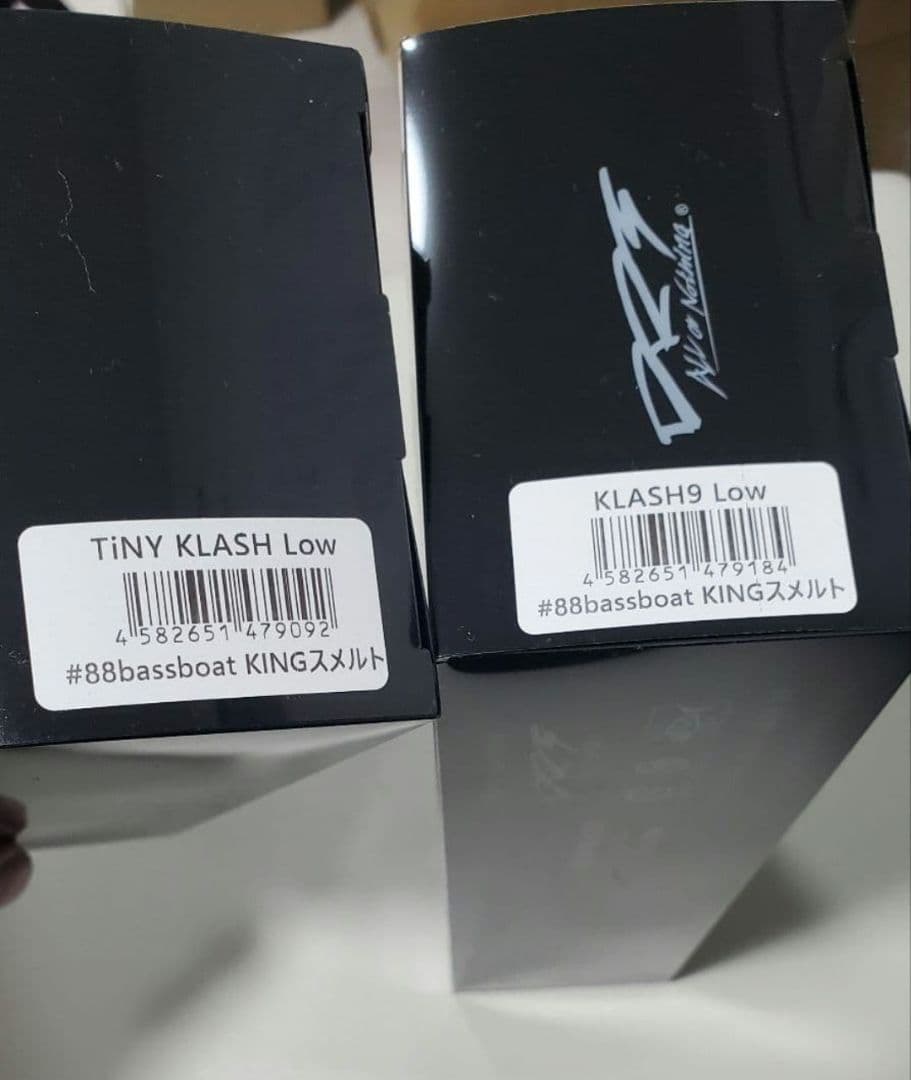 TiNY KLASH Low
4 582651 479092
#88bassboat KINGスメルト
DRT
All or Nothing ®
KLASH9 Low
4 582651 479184
#88bassboat KINGスメルト